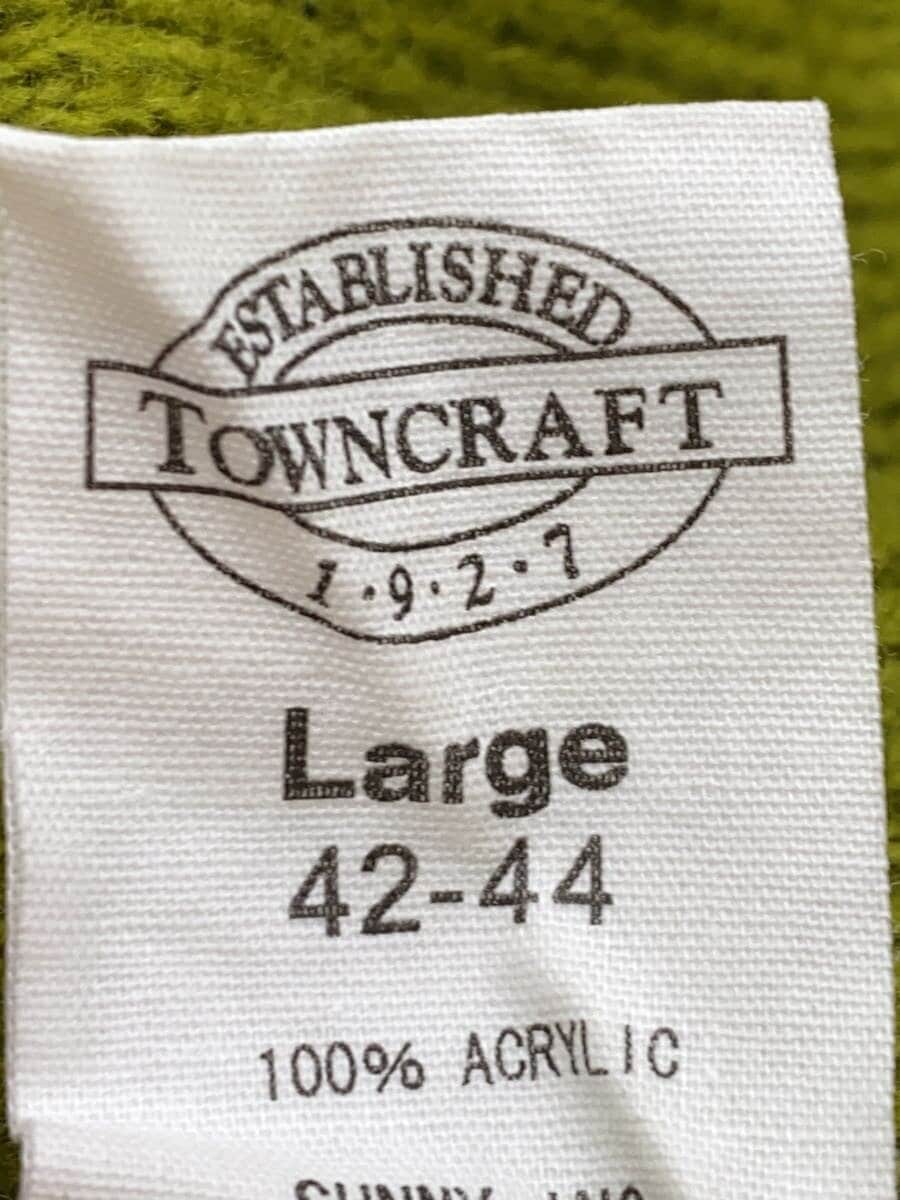 ESTABLISHED
TOWNCRAFT
1·9·2·7
Large
42-44
100% ACRYLIC